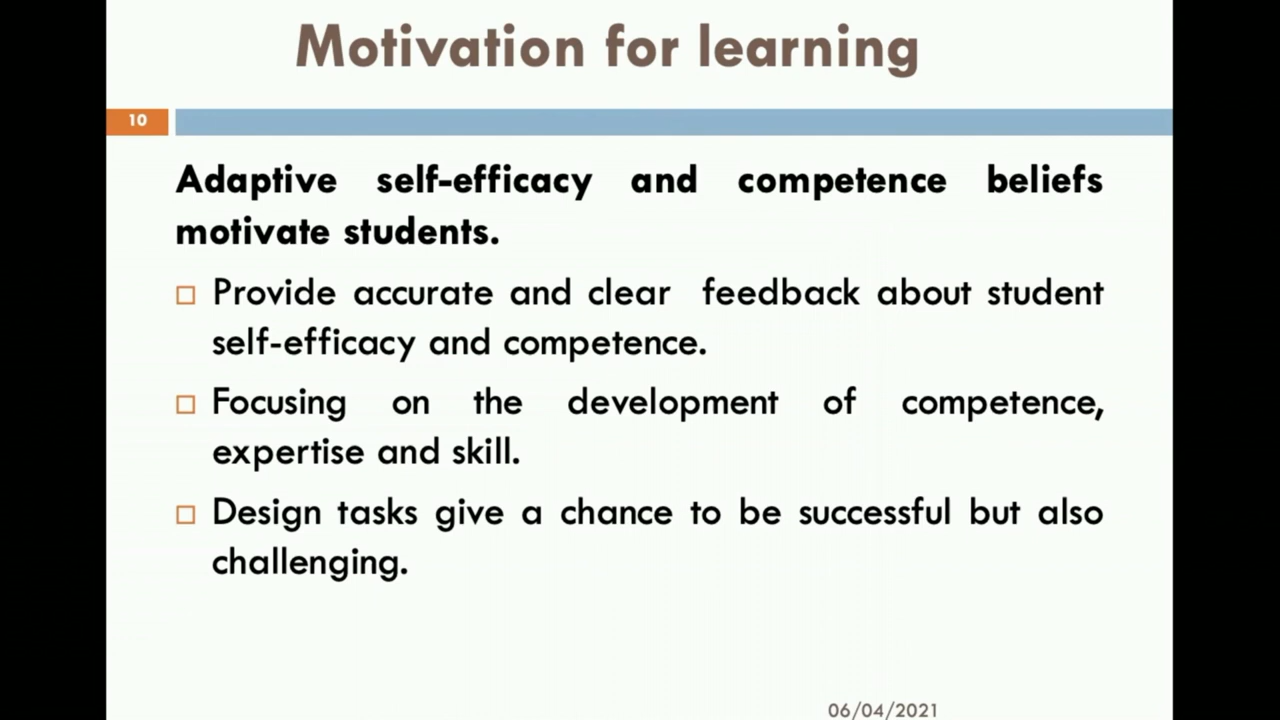 Motivation for learning
10
Adaptive self-efficacy and competence beliefs
motivate students.
Provide accurate and clear feedback about student
self-efficacy and competence.
Focusing on the development of competence,
expertise and skill.
Design tasks give a chance to be successful but also
challenging.
06/04/2021